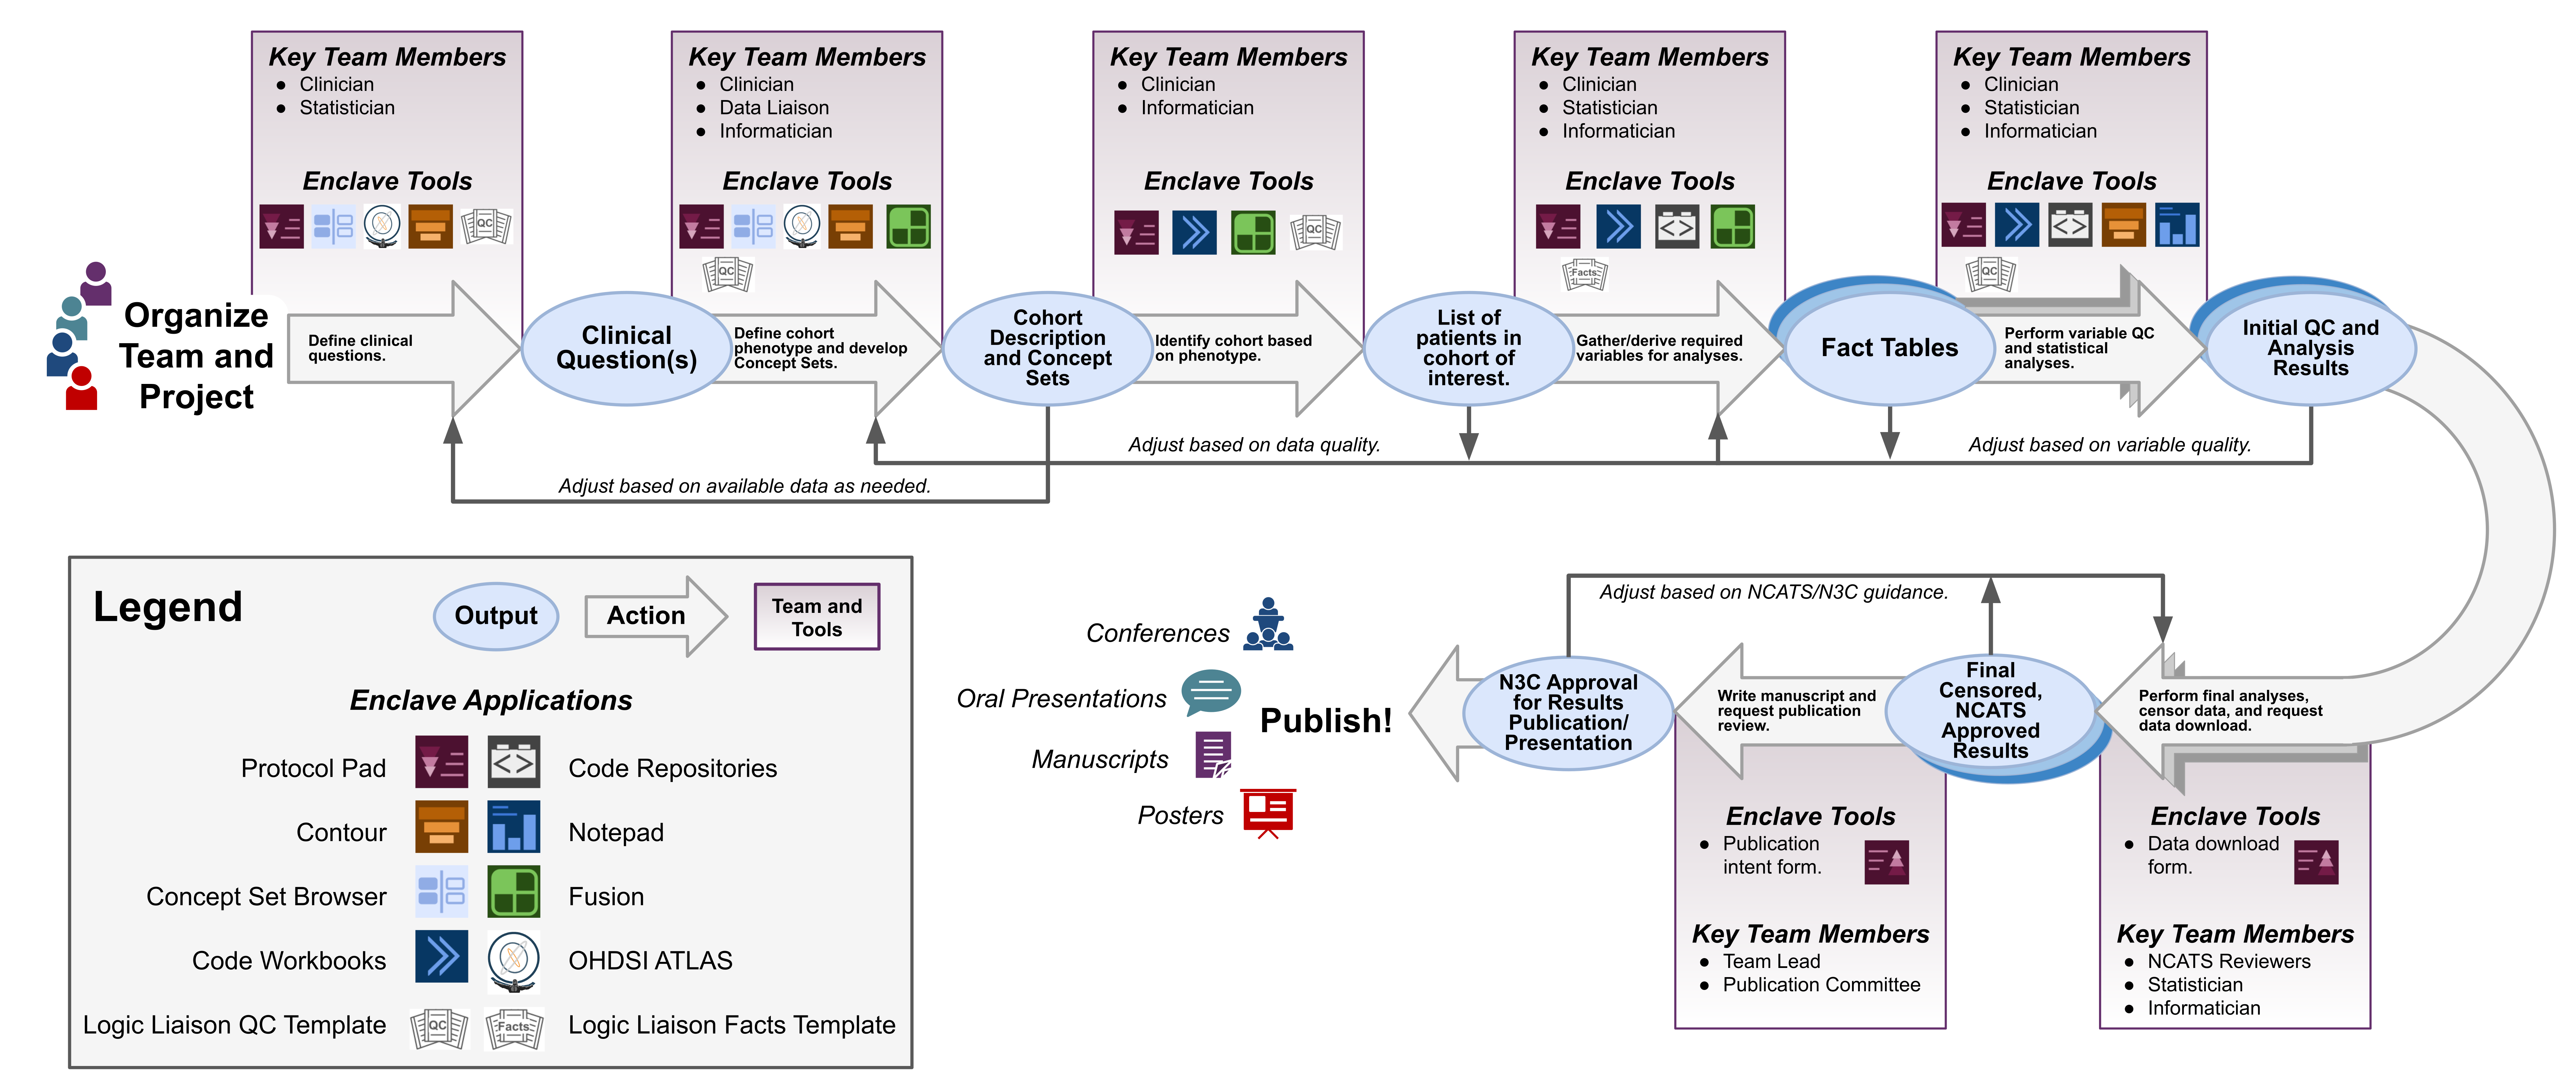 Key Team Members
● Clinician
● Statistician
Enclave Tools
QC
Key Team Members
● Clinician
● Data Liaison
● Informatician
Enclave Tools
QC
Key Team Members
● Clinician
● Informatician
Enclave Tools
QC
Key Team Members
● Clinician
● Statistician
● Informatician
Enclave Tools
Facts
Key Team Members
● Clinician
● Statistician
● Informatician
Enclave Tools
QC
Organize
Team and
Project
Define clinical
questions.
Clinical
Question(s)
Define cohort
phenotype and develop
Concept Sets.
Cohort
Description
and Concept
Sets
Identify cohort based
on phenotype.
List of
patients in
cohort of
interest.
Gather/derive required
variables for analyses.
Fact Tables
Perform variable QC
and statistical
analyses.
Initial QC and
Analysis
Results
Adjust based on data quality.
Adjust based on variable quality.
Adjust based on available data as needed.
Adjust based on NCATS/N3C guidance.
Perform final analyses,
censor data, and request
data download.
Final
Censored,
NCATS
Approved
Results
Write manuscript and
request publication
review.
N3C Approval
for Results
Publication/
Presentation
Publish!
Conferences
Oral Presentations
Manuscripts
Posters
Enclave Tools
● Publication
intent form.
Key Team Members
● Team Lead
● Publication Committee
Enclave Tools
● Data download
form.
Key Team Members
● NCATS Reviewers
● Statistician
● Informatician
Legend
Output
Action
Team and
Tools
Enclave Applications
Protocol Pad
Code Repositories
Contour
Notepad
Concept Set Browser
Fusion
Code Workbooks
OHDSI ATLAS
Logic Liaison QC Template
QC
Facts
Logic Liaison Facts Template